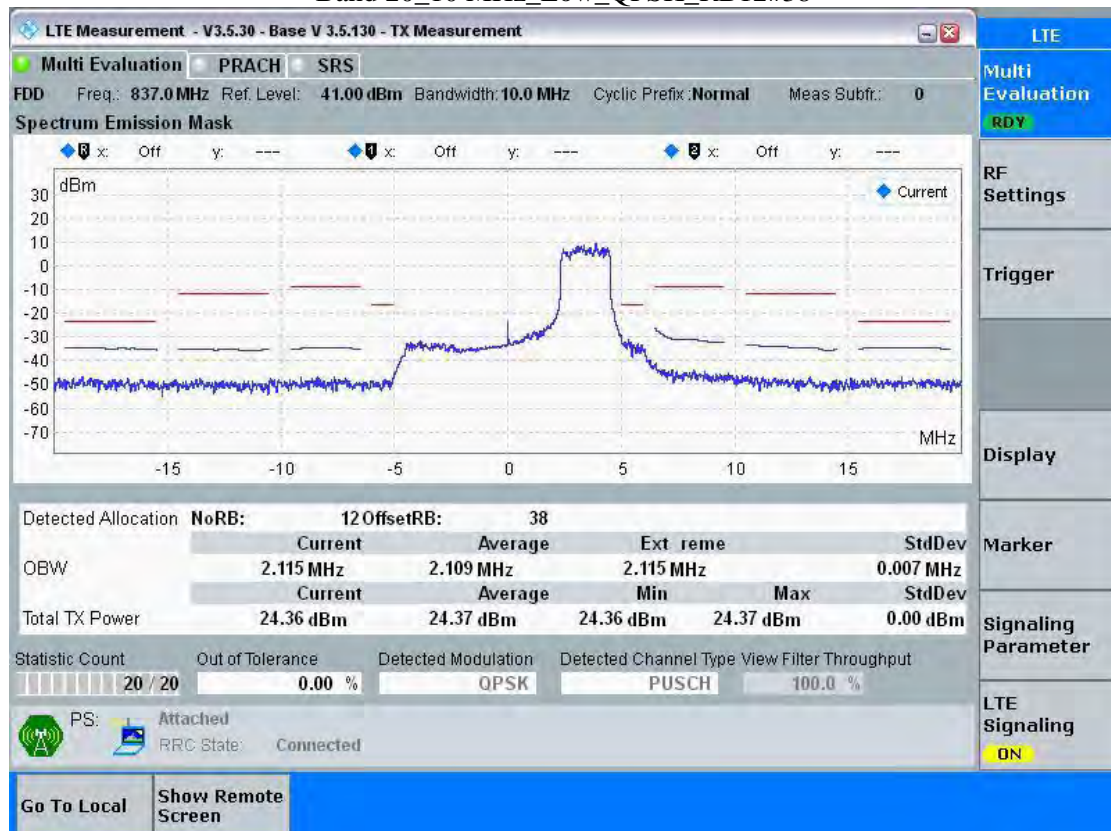 LTE Measurement - V3.5.30 - Base V 3.5.130 - TX Measurement
LTE
Multi Evaluation PRACH SRS
Multi Evaluation
RDY
FDD Freq.: 837.0 MHz Ref. Level: 41.00 dBm Bandwidth: 10.0 MHz Cyclic Prefix :Normal Meas Subfr.: 0
Spectrum Emission Mask
R x: Off y: --- 1 x: Off y: --- 2 x: Off y: ---
dBm
Current
30
20
10
0
-10
-20
-30
-40
-50
-60
-70
MHz
-15 -10 -5 0 5 10 15
RF Settings
Trigger
Display
Marker
Signaling Parameter
LTE Signaling
ON
Detected Allocation NoRB: 12 OffsetRB: 38
Current Average Ext reme StdDev
OBW 2.115 MHz 2.109 MHz 2.115 MHz 0.007 MHz
Current Average Min Max StdDev
Total TX Power 24.36 dBm 24.37 dBm 24.36 dBm 24.37 dBm 0.00 dBm
Statistic Count Out of Tolerance Detected Modulation Detected Channel Type View Filter Throughput
20 / 20 0.00 % QPSK PUSCH 100.0 %
PS: Attached
RRC State: Connected
Go To Local
Show Remote Screen